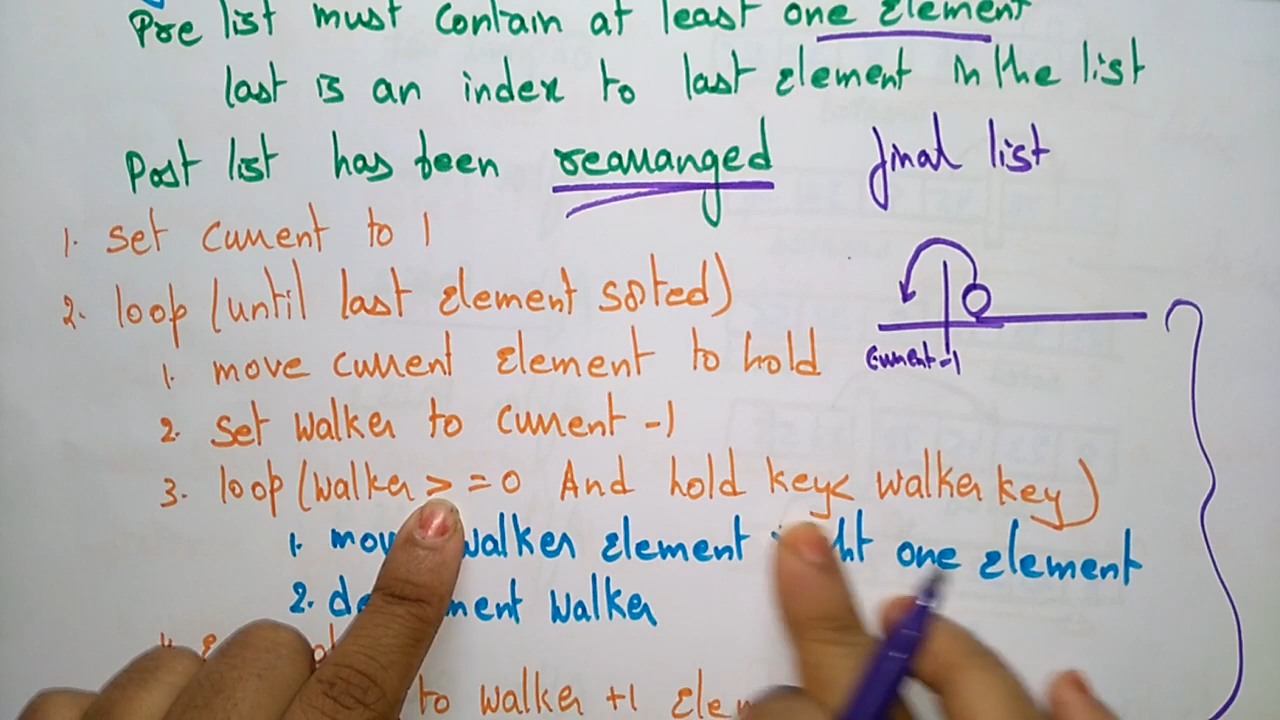 Pre list must contain at least one element
last is an index to last element in the list
Post list has been rearranged final list
1. set current to 1
2. loop (until last element sorted)
1. move current element to hold
current-1
2. set walker to current -1
3. loop (walker >= 0 And hold key< walker key)
1. walker element one element
2. walker
to walker +1